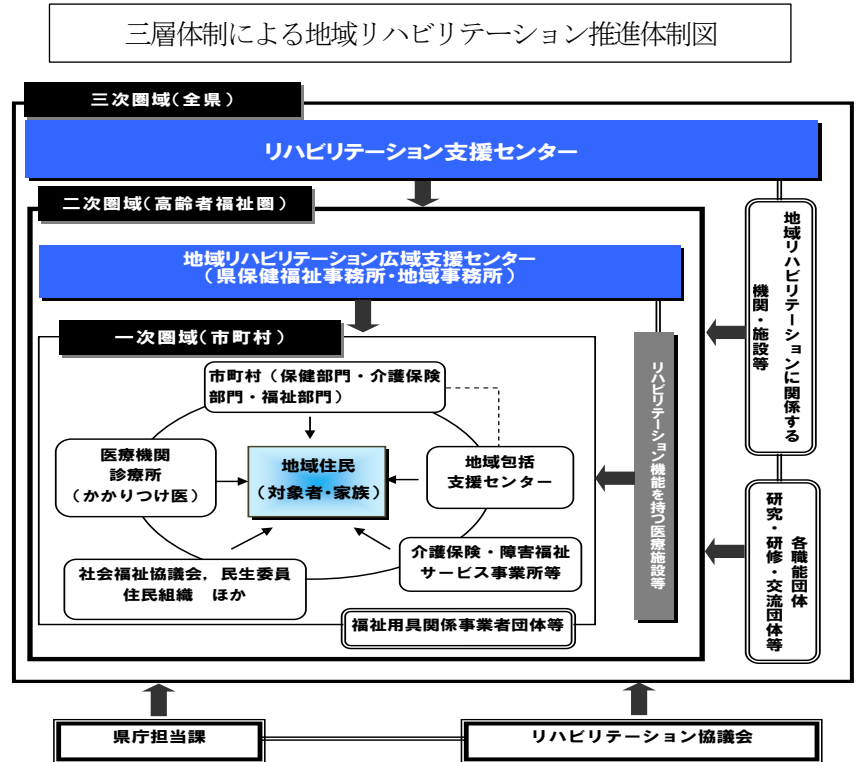 三層体制による地域リハビリテーション推進体制図
三次圏域(全県)
リハビリテーション支援センター
二次圏域(高齢者福祉圏)
地域リハビリテーション広域支援センター
(県保健福祉事務所・地域事務所)
一次圏域(市町村)
市町村(保健部門・介護保険
部門・福祉部門)
医療機関
診療所
(かかりつけ医)
地域住民
(対象者・家族)
地域包括
支援センター
社会福祉協議会,民生委員
住民組織 ほか
介護保険・障害福祉
サービス事業所等
福祉用具関係事業者団体等
リハビリテーション機能を持つ医療施設等
地域リハビリテーションに関係する
機関・施設等
各職能団体
研究・研修・交流団体等
県庁担当課
リハビリテーション協議会